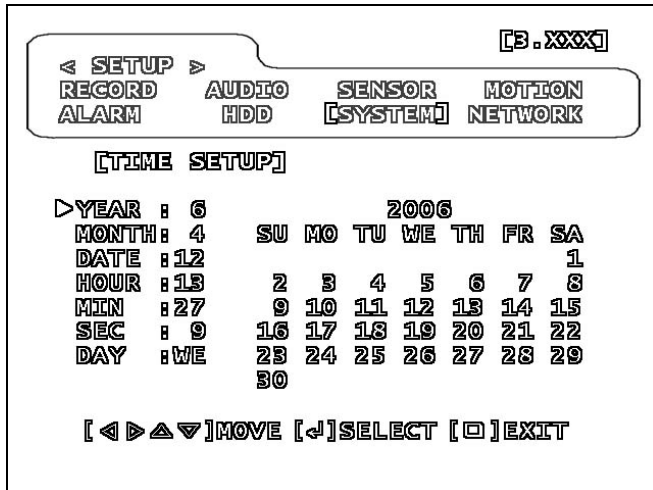 [3.XXX]
< SETUP >
RECORD AUDIO SENSOR MOTION
ALARM HDD [SYSTEM] NETWORK
[TIME SETUP]
▷YEAR : 6 2006
MONTH: 4 SU MO TU WE TH FR SA
DATE :12 1
HOUR :13 2 3 4 5 6 7 8
MIN :27 9 10 11 12 13 14 15
SEC : 9 16 17 18 19 20 21 22
DAY :WE 23 24 25 26 27 28 29
30
[◁▷△▽]MOVE [↲]SELECT [□]EXIT